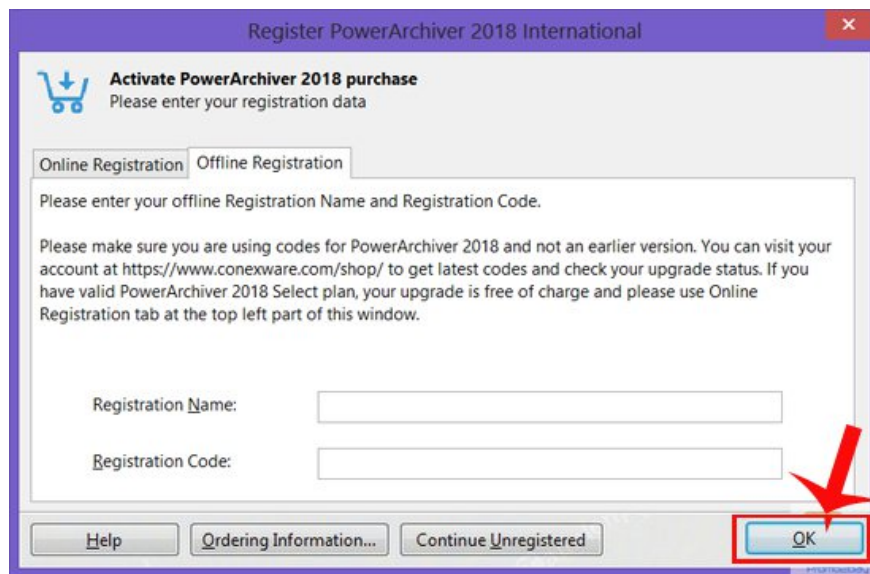 Register PowerArchiver 2018 International
Activate PowerArchiver 2018 purchase
Please enter your registration data
Online Registration
Offline Registration
Please enter your offline Registration Name and Registration Code.
Please make sure you are using codes for PowerArchiver 2018 and not an earlier version. You can visit your
account at https://www.conexware.com/shop/ to get latest codes and check your upgrade status. If you
have valid PowerArchiver 2018 Select plan, your upgrade is free of charge and please use Online
Registration tab at the top left part of this window.
Registration Name:
Registration Code:
Help
Ordering Information...
Continue Unregistered
OK